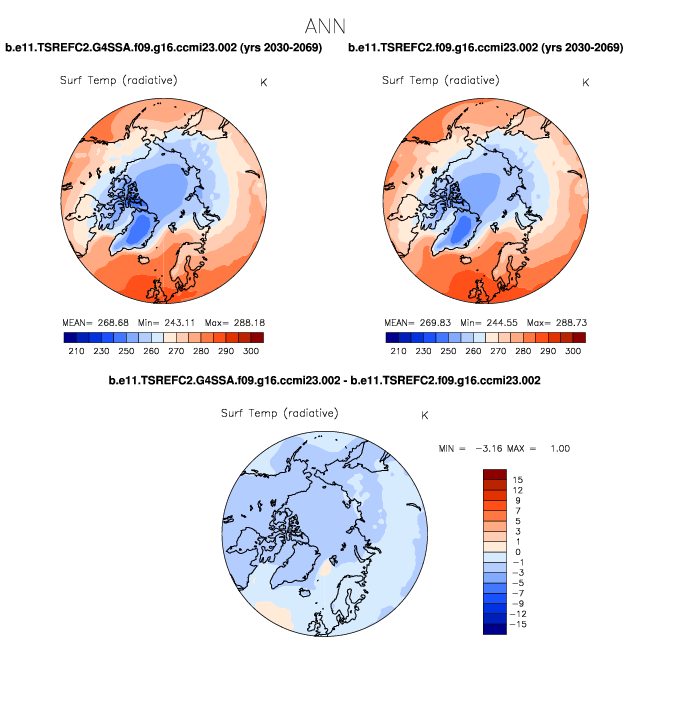 ANN
b.e11.TSREFC2.G4SSA.f09.g16.ccmi23.002 (yrs 2030-2069)
b.e11.TSREFC2.f09.g16.ccmi23.002 (yrs 2030-2069)
Surf Temp (radiative) K
Surf Temp (radiative) K
MEAN= 268.68 Min= 243.11 Max= 288.18
MEAN= 269.83 Min= 244.55 Max= 288.73
210 230 250 260 270 280 290 300
210 230 250 260 270 280 290 300
b.e11.TSREFC2.G4SSA.f09.g16.ccmi23.002 - b.e11.TSREFC2.f09.g16.ccmi23.002
Surf Temp (radiative) K
MIN = -3.16 MAX = 1.00
15
12
9
7
5
3
1
0
-1
-3
-5
-7
-9
-12
-15